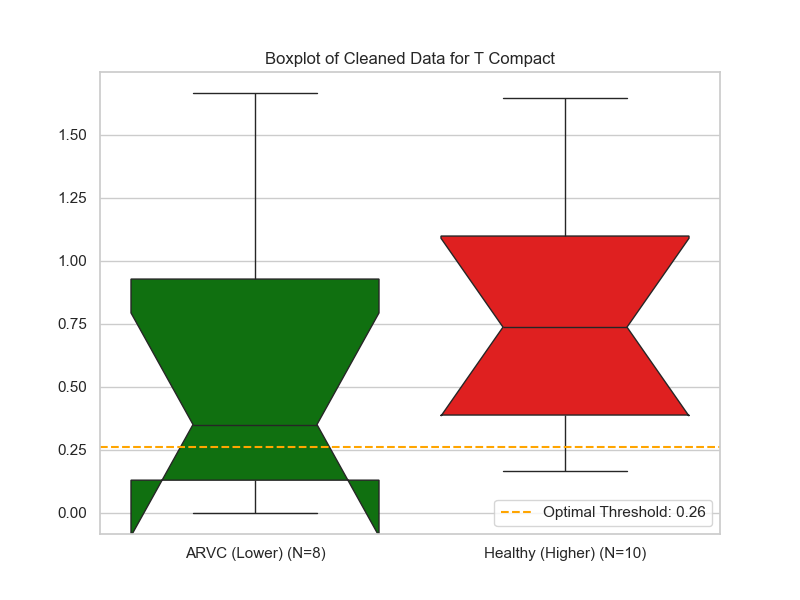 Boxplot of Cleaned Data for T Compact
1.50
1.25
1.00
0.75
0.50
0.25
0.00
Optimal Threshold: 0.26
ARVC (Lower) (N=8)
Healthy (Higher) (N=10)